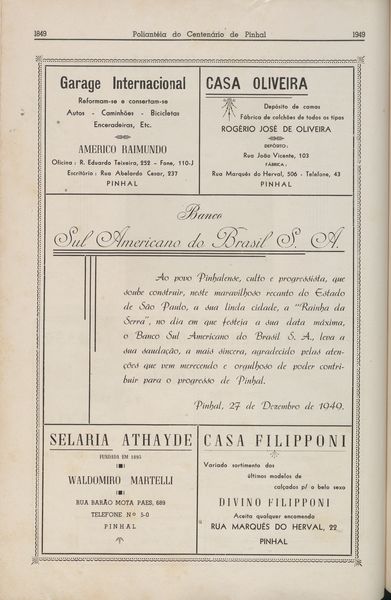 1849 Poliantéia do Centenário de Pinhal 1949
Garage Internacional
Reformam-se e consertam-se
Autos - Caminhões - Bicicletas
Enceradeiras, Etc.
AMERICO RAIMUNDO
Oficina : R. Eduardo Teixeira, 252 - Fone, 110-J
Escritório : Rua Abelardo Cesar, 237
PINHAL
CASA OLIVEIRA
Depósito de camas
Fábrica de colchões de todos os tipos
ROGÉRIO JOSÉ DE OLIVEIRA
DEPÓSITO:
Rua João Vicente, 103
FÁBRICA:
Rua Marquês do Herval, 506 - Telefone, 43
PINHAL
Banco
Sul Americano do Brasil S. A.
Ao povo Pinhalense, culto e progressista, que
soube construir, neste maravilhoso recanto do Estado
de São Paulo, a sua linda cidade, a "Rainha da
Serra", no dia em que festeja a sua data máxima,
o Banco Sul Americano do Brasil S. A., leva a
sua saudação, a mais sincera, agradecido pelas aten-
ções que vem merecendo e orgulhoso de poder contri-
buir para o progresso de Pinhal.
Pinhal, 27 de Dezembro de 1949.
SELARIA ATHAYDE
FUNDADA EM 1895
WALDOMIRO MARTELLI
RUA BARÃO MOTA PAES, 689
TELEFONE Nº 5-0
PINHAL
CASA FILIPPONI
Variado sortimento dos
últimos modelos de
calçados p/ o belo sexo
DIVINO FILIPPONI
Aceita qualquer encomenda
RUA MARQUÊS DO HERVAL, 22
PINHAL